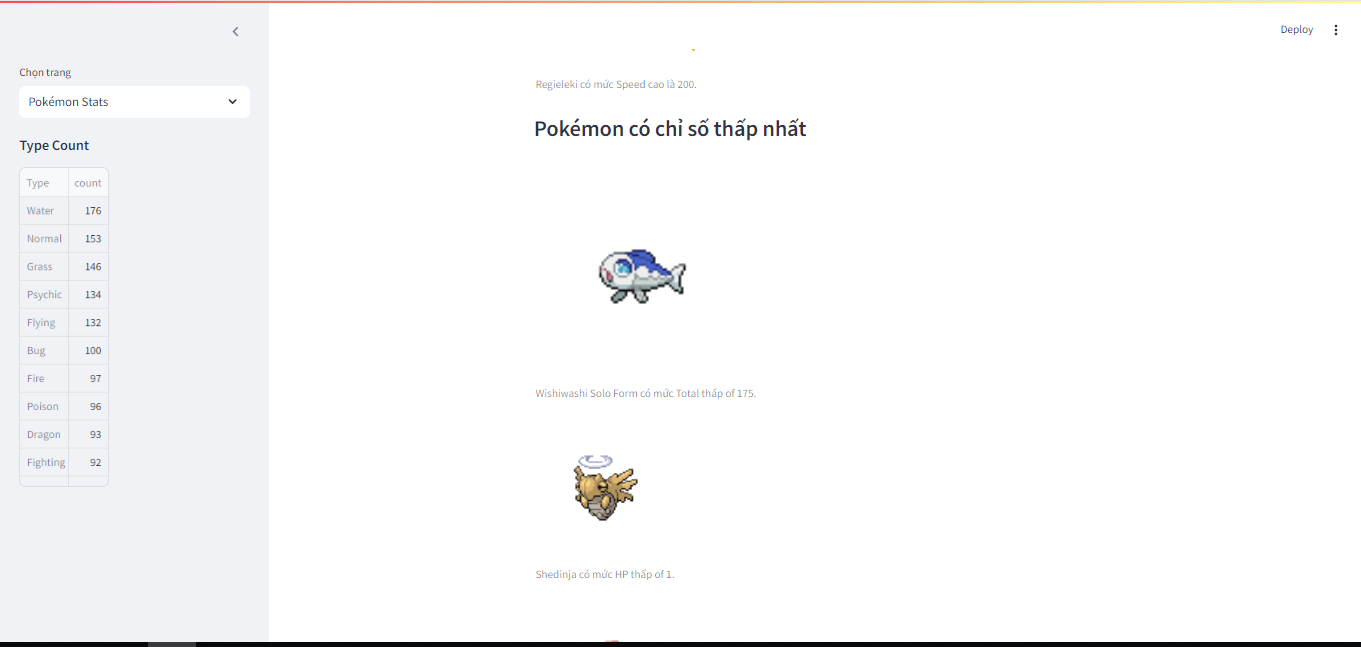 Deploy
Chọn trang
Pokémon Stats
Type Count
Type count
Water 176
Normal 153
Grass 146
Psychic 134
Flying 132
Bug 100
Fire 97
Poison 96
Dragon 93
Fighting 92
Regieleki có mức Speed cao là 200.
Pokémon có chỉ số thấp nhất
Wishiwashi Solo Form có mức Total thấp of 175.
Shedinja có mức HP thấp of 1.